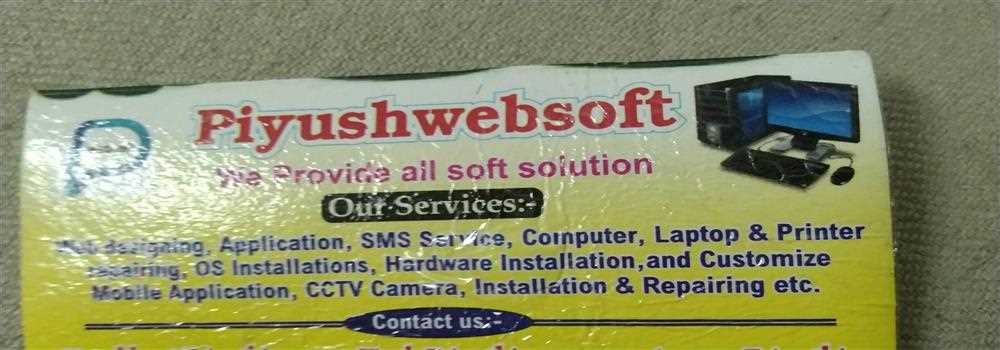 Piyushwebsoft
We Provide all soft solution
Our Services:-
Web designing, Application, SMS Service, Computer, Laptop & Printer
repairing, OS Installations, Hardware Installation,and Customize
Mobile Application, CCTV Camera, Installation & Repairing etc.
Contact us:-